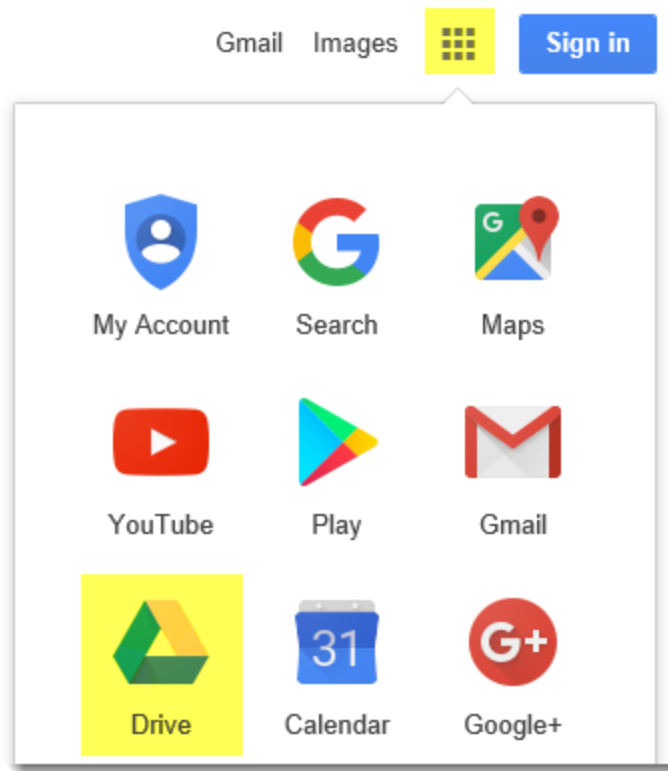 Gmail Images Sign in
My Account Search Maps
G
YouTube Play Gmail
31 G+
Drive Calendar Google+